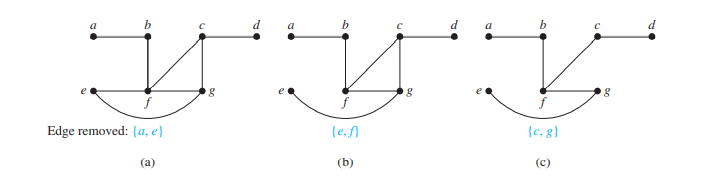 a b c d a b c d a b c d
e f g e f g e f g
Edge removed: {a, e} {e, f} {c, g}
(a) (b) (c)